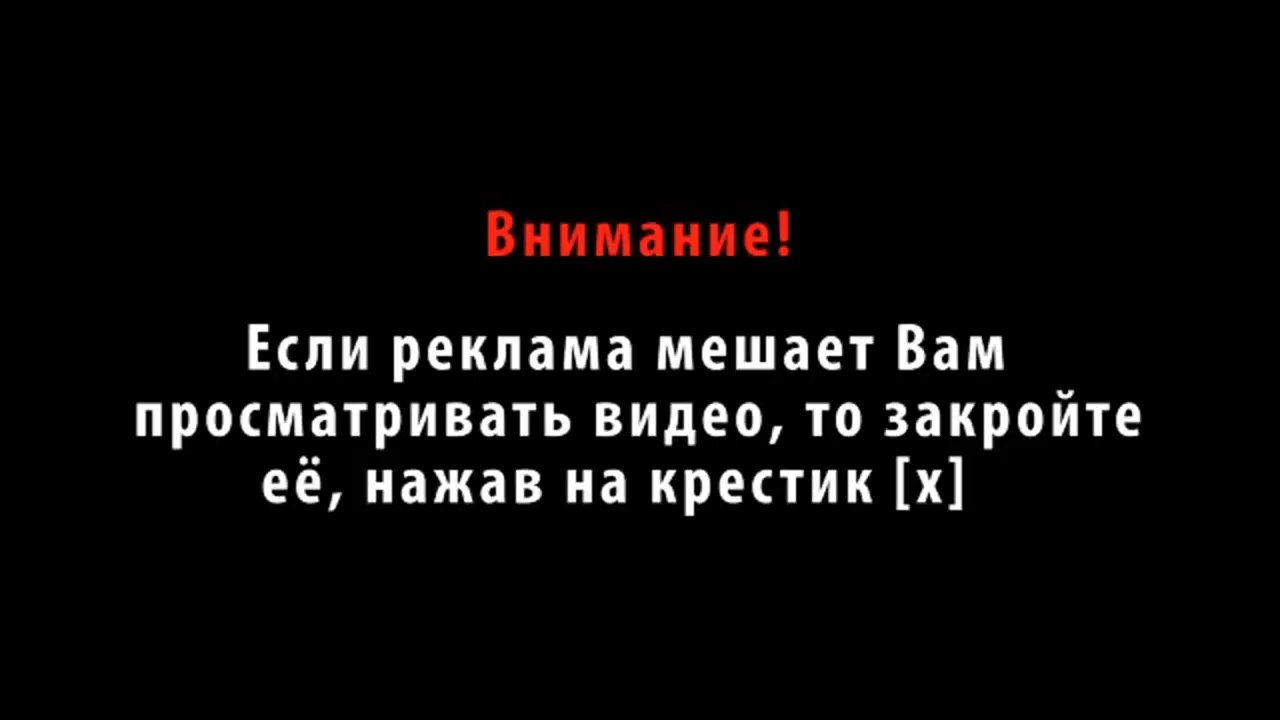 Внимание!
Если реклама мешает Вам
просматривать видео, то закройте
её, нажав на крестик [x]